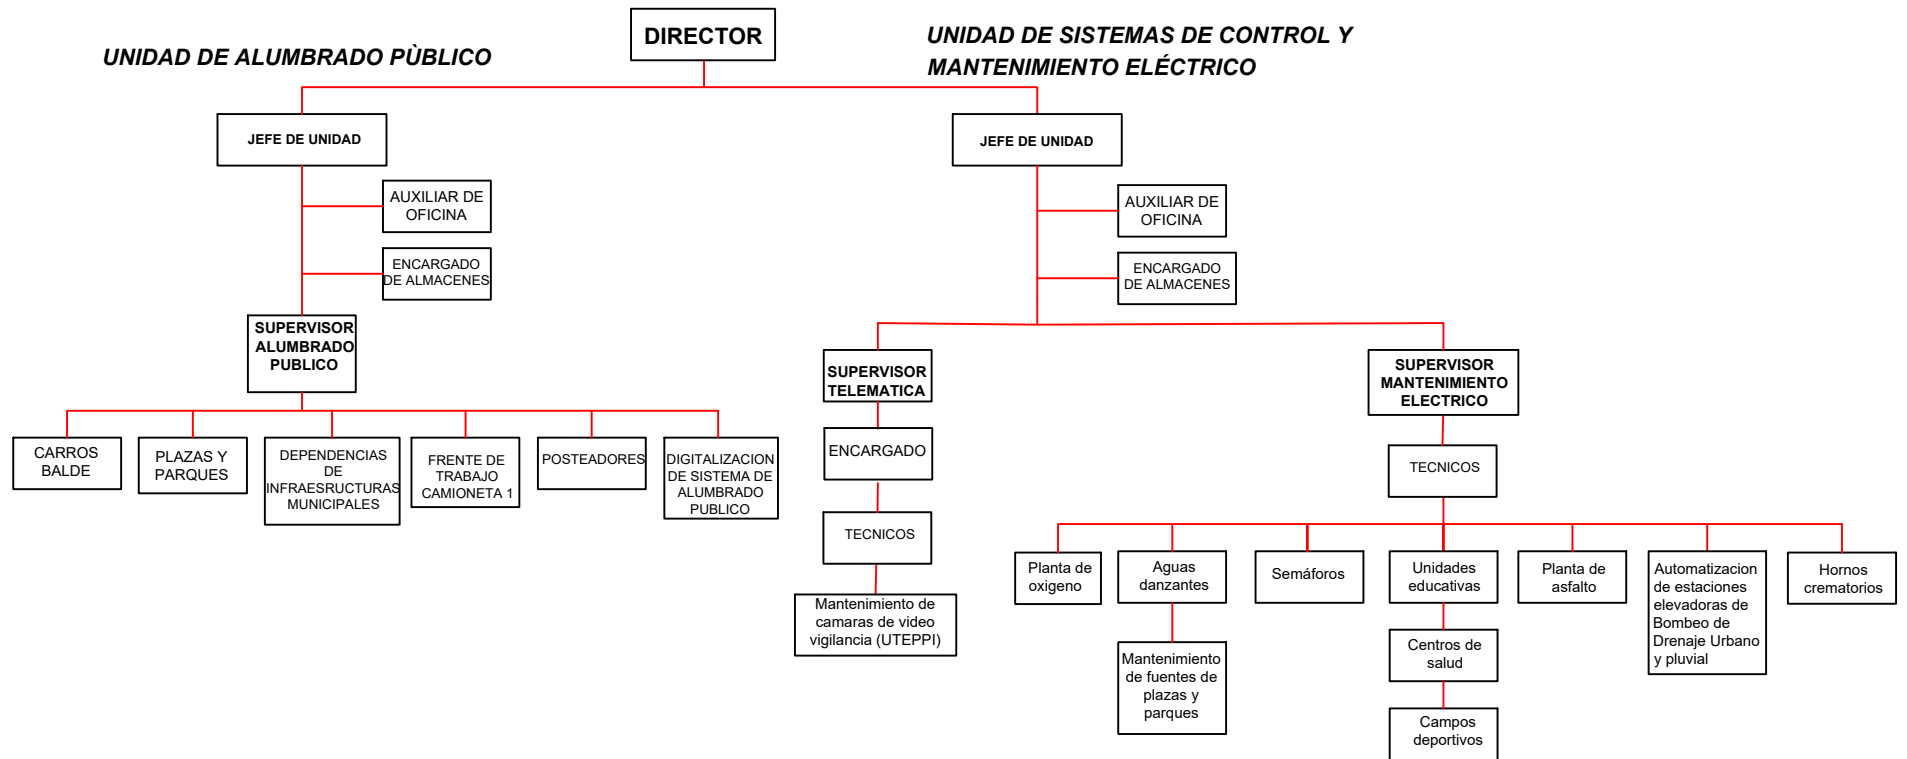 UNIDAD DE ALUMBRADO PÙBLICO
DIRECTOR
UNIDAD DE SISTEMAS DE CONTROL Y
MANTENIMIENTO ELÉCTRICO
JEFE DE UNIDAD
AUXILIAR DE
OFICINA
ENCARGADO
DE ALMACENES
SUPERVISOR
ALUMBRADO
PUBLICO
CARROS
BALDE
PLAZAS Y
PARQUES
DEPENDENCIAS
DE
INFRAESRUCTURAS
MUNICIPALES
FRENTE DE
TRABAJO
CAMIONETA 1
POSTEADORES
DIGITALIZACION
DE SISTEMA DE
ALUMBRADO
PUBLICO
JEFE DE UNIDAD
AUXILIAR DE
OFICINA
ENCARGADO
DE ALMACENES
SUPERVISOR
TELEMATICA
ENCARGADO
TECNICOS
Mantenimiento de
camaras de video
vigilancia (UTEPPI)
SUPERVISOR
MANTENIMIENTO
ELECTRICO
TECNICOS
Planta de
oxigeno
Aguas
danzantes
Mantenimiento
de fuentes de
plazas y
parques
Semáforos
Unidades
educativas
Centros de
salud
Campos
deportivos
Planta de
asfalto
Automatizacion
de estaciones
elevadoras de
Bombeo de
Drenaje Urbano
y pluvial
Hornos
crematorios